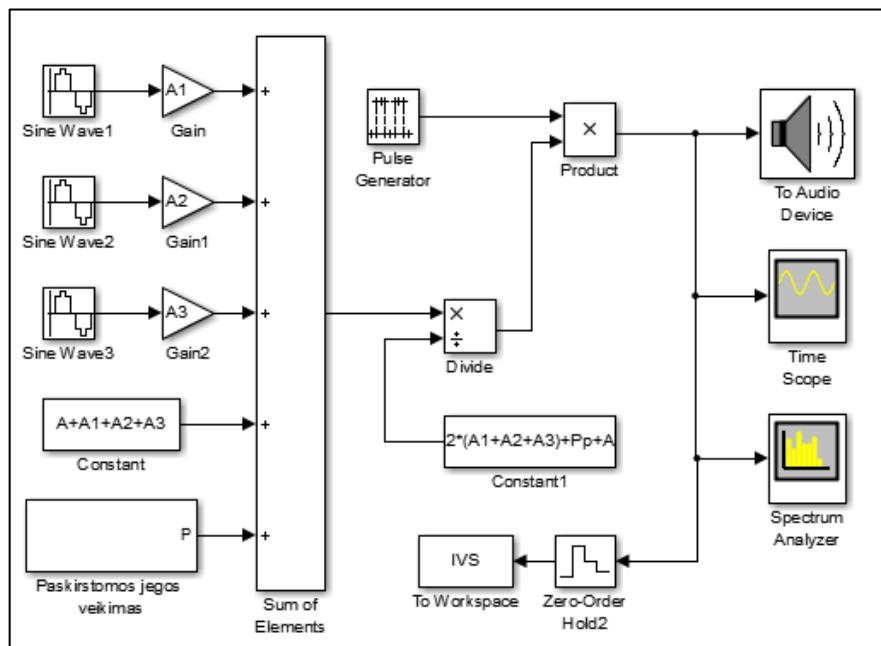 A1
+
Sine Wave1
Gain
A2
+
Sine Wave2
Gain1
A3
+
Sine Wave3
Gain2
A+A1+A2+A3
+
Constant
P
+
Paskirstomos jegos
veikimas
Sum of
Elements
Pulse
Generator
×
Product
To Audio
Device
×
÷
Divide
Time
Scope
2*(A1+A2+A3)+Pp+A
Constant1
Spectrum
Analyzer
IVS
To Workspace
Zero-Order
Hold2